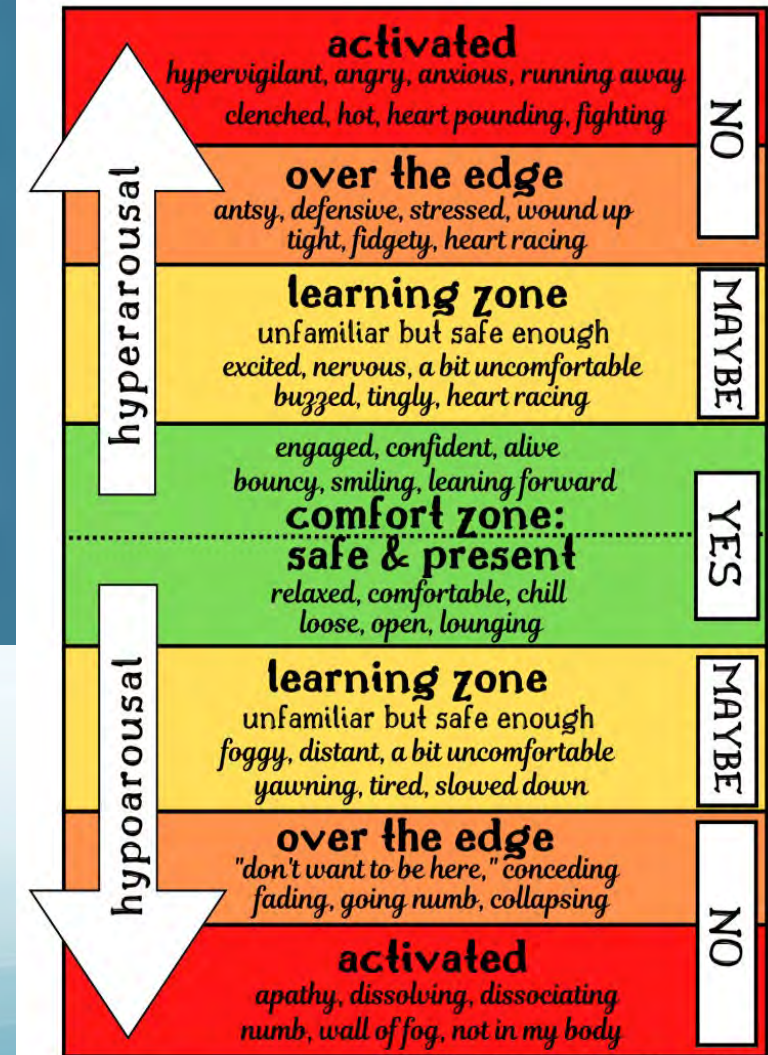 activated
hypervigilant, angry, anxious, running away
clenched, hot, heart pounding, fighting
NO
over the edge
antsy, defensive, stressed, wound up
tight, fidgety, heart racing
hyperarousal
learning zone
unfamiliar but safe enough
excited, nervous, a bit uncomfortable
buzzed, tingly, heart racing
MAYBE
engaged, confident, alive
bouncy, smiling, leaning forward
comfort zone:
safe & present
relaxed, comfortable, chill
loose, open, lounging
YES
hypoarousal
learning zone
unfamiliar but safe enough
foggy, distant, a bit uncomfortable
yawning, tired, slowed down
MAYBE
over the edge
"don't want to be here," conceding
fading, going numb, collapsing
NO
activated
apathy, dissolving, dissociating
numb, wall of fog, not in my body